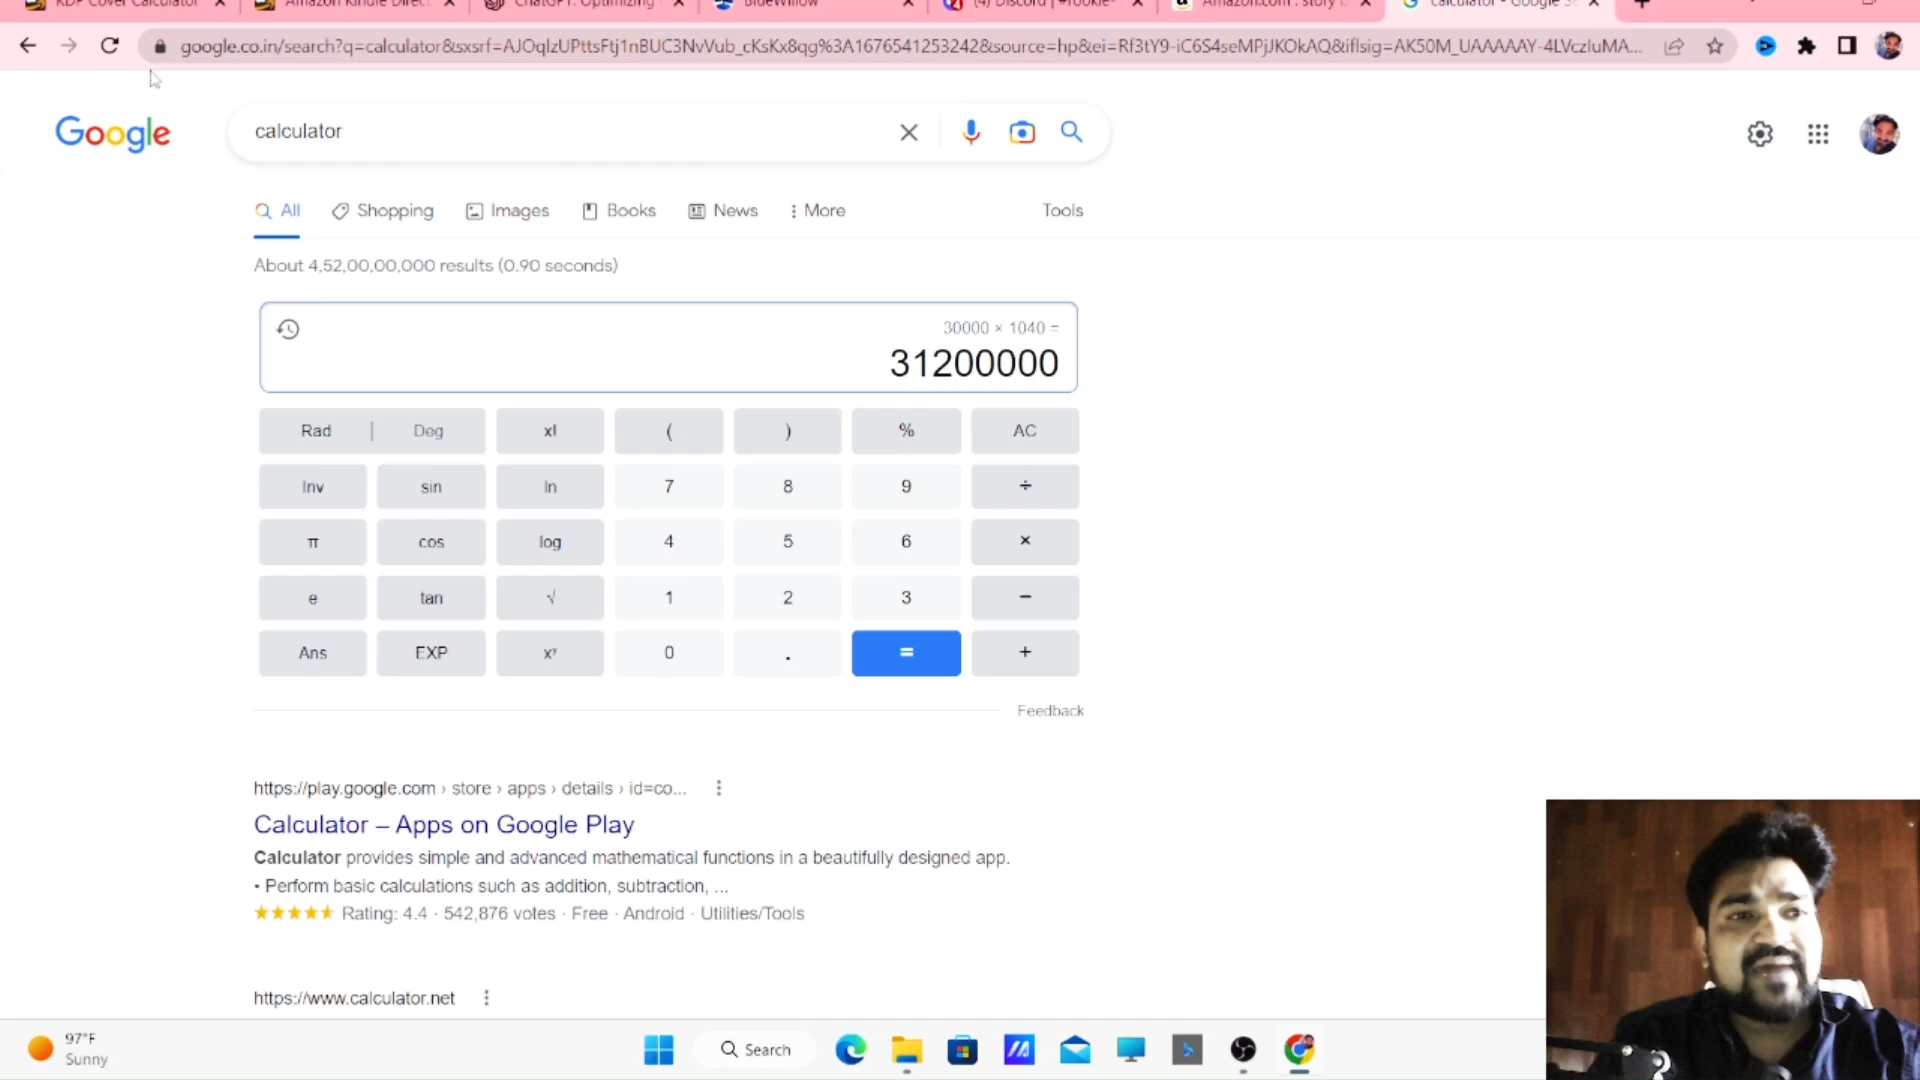 KDP Cover Calculator
Amazon Kindle Direct
ChatGPT: Optimizing
BlueWillow
(4) Discord | #rookie-
Amazon.com : story b
calculator - Google Se
google.co.in/search?q=calculator&sxsrf=AJOqlzUPttsFtj1nBUC3NvVub_cKsKx8qg%3A1676541253242&source=hp&ei=Rf3tY9-iC6S4seMPjJKOkAQ&iflsig=AK50M_UAAAAAY-4LVczIuMA...
Google
calculator
All
Shopping
Images
Books
News
More
Tools
About 4,52,00,00,000 results (0.90 seconds)
30000 × 1040 =
31200000
Rad | Deg x! ( ) % AC
Inv sin ln 7 8 9 ÷
π cos log 4 5 6 ×
e tan √ 1 2 3 −
Ans EXP xʸ 0 . = +
Feedback
https://play.google.com › store › apps › details › id=co...
Calculator – Apps on Google Play
Calculator provides simple and advanced mathematical functions in a beautifully designed app.
• Perform basic calculations such as addition, subtraction, ...
Rating: 4.4 · 542,876 votes · Free · Android · Utilities/Tools
https://www.calculator.net
97°F
Sunny
Search